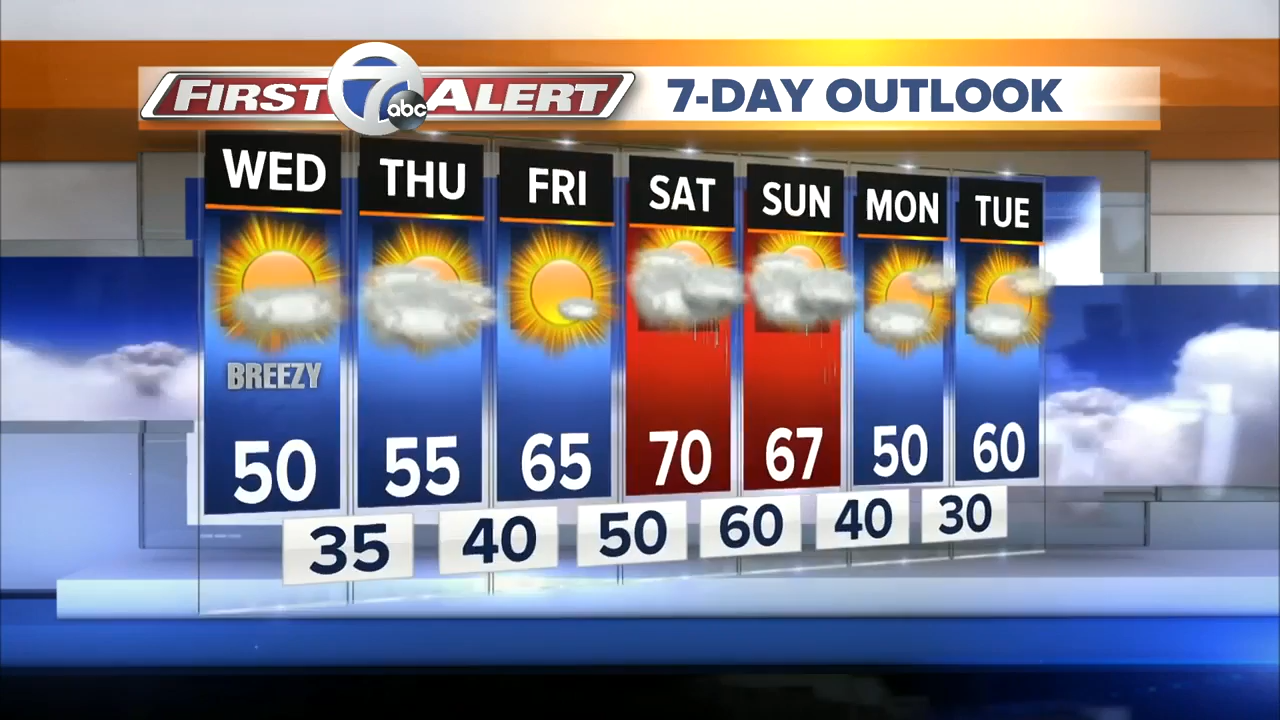 FIRST 7 abc ALERT 7-DAY OUTLOOK
WED THU FRI SAT SUN MON TUE
BREEZY
50 55 65 70 67 50 60
35 40 50 60 40 30